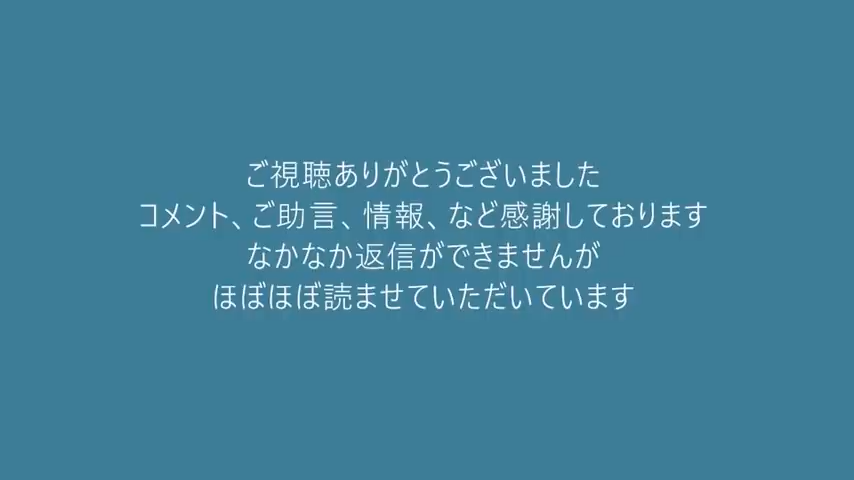 ご視聴ありがとうございました
コメント、ご助言、情報、など感謝しております
なかなか返信ができませんが
ほぼほぼ読ませていただいています